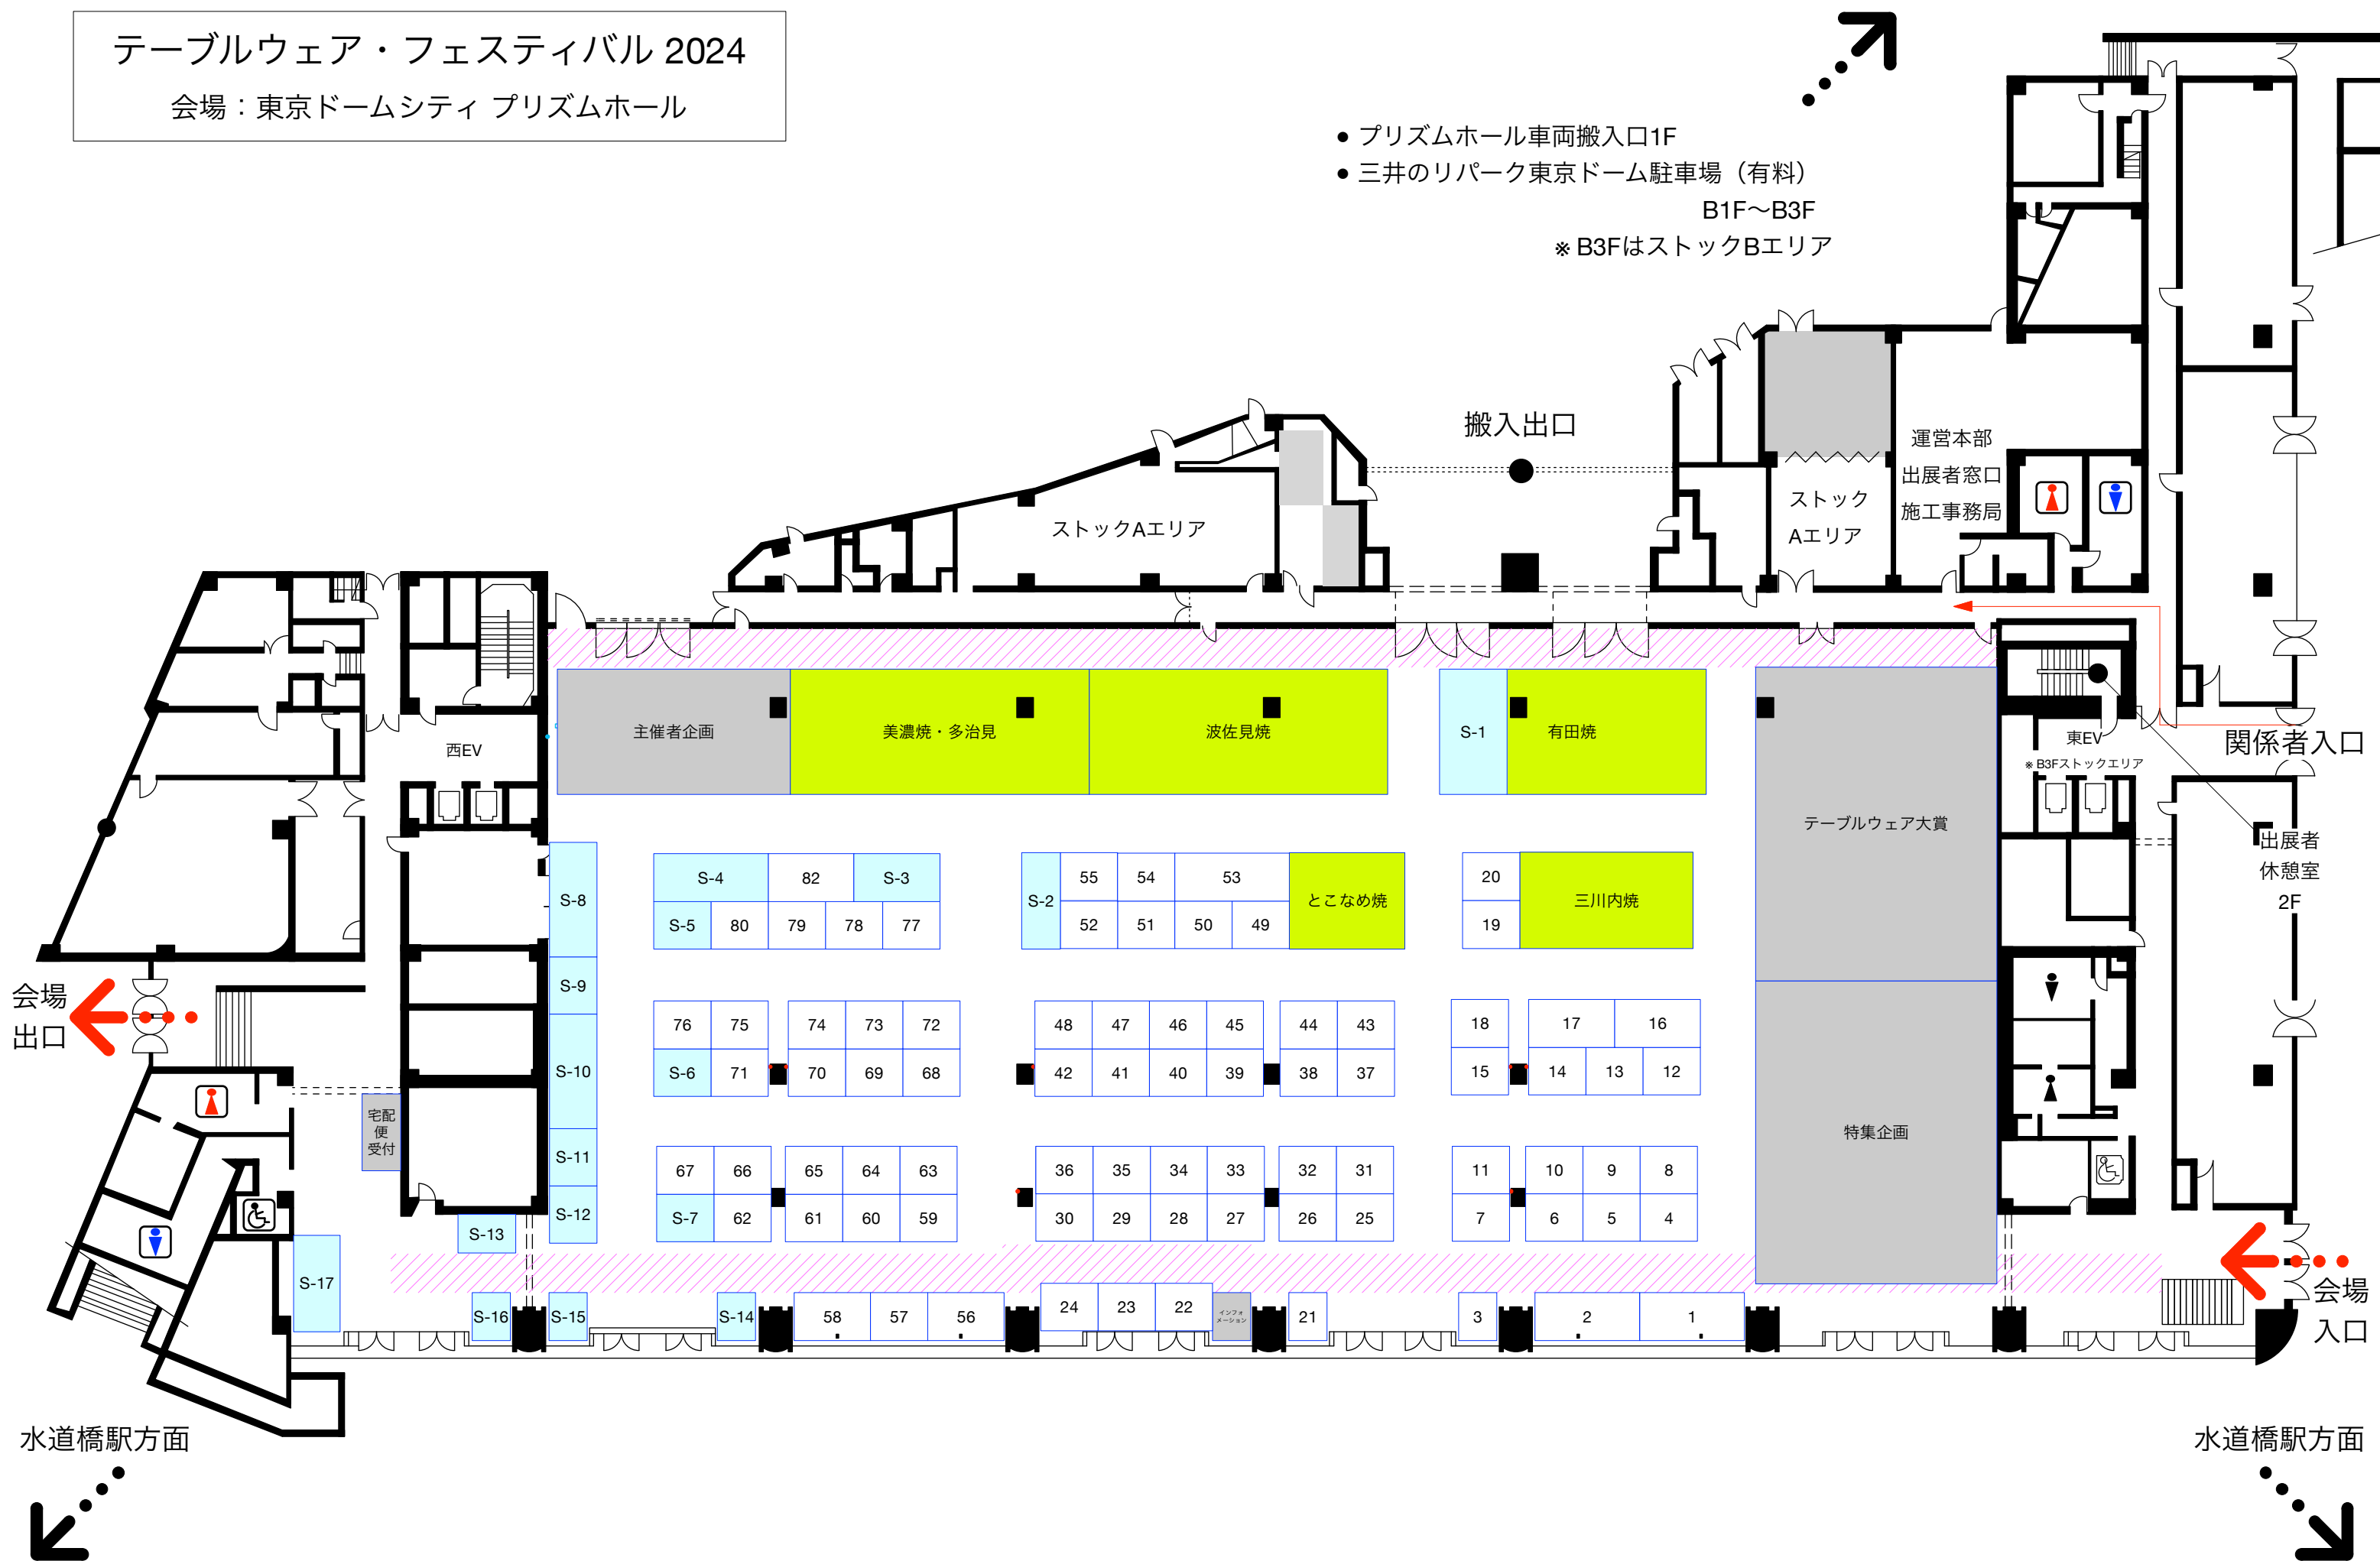 テーブルウェア・フェスティバル 2024
会場：東京ドームシティ プリズムホール
● プリズムホール車両搬入口1F
● 三井のリパーク東京ドーム駐車場（有料）
B1F〜B3F
※ B3FはストックBエリア
搬入出口
運営本部
出展者窓口
施工事務局
ストック
Aエリア
ストックAエリア
西EV
主催者企画
美濃焼・多治見
波佐見焼
S-1
有田焼
テーブルウェア大賞
東EV
※ B3Fストックエリア
関係者入口
出展者
休憩室
2F
S-8
S-4
82
S-3
S-5
80
79
78
77
S-2
55
54
53
52
51
50
49
とこなめ焼
20
19
三川内焼
会場
出口
S-9
S-10
S-11
S-12
76
75
74
73
72
S-6
71
70
69
68
48
47
46
45
44
43
42
41
40
39
38
37
18
17
16
15
14
13
12
特集企画
宅配
便
受付
67
66
65
64
63
S-7
62
61
60
59
36
35
34
33
32
31
30
29
28
27
26
25
11
10
9
8
7
6
5
4
S-13
S-17
S-16
S-15
S-14
58
57
56
24
23
22
インフォ
メーション
21
3
2
1
会場
入口
水道橋駅方面
水道橋駅方面